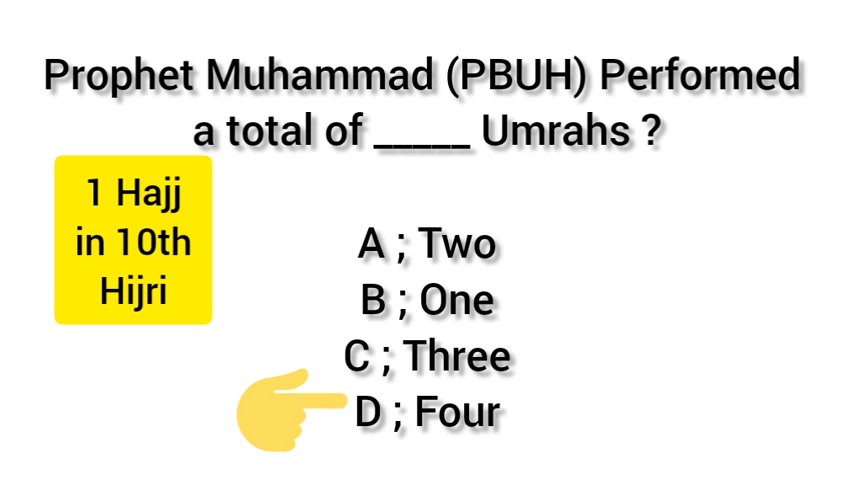 Prophet Muhammad (PBUH) Performed
a total of _____ Umrahs ?
1 Hajj
in 10th
Hijri
A ; Two
B ; One
C ; Three
D ; Four